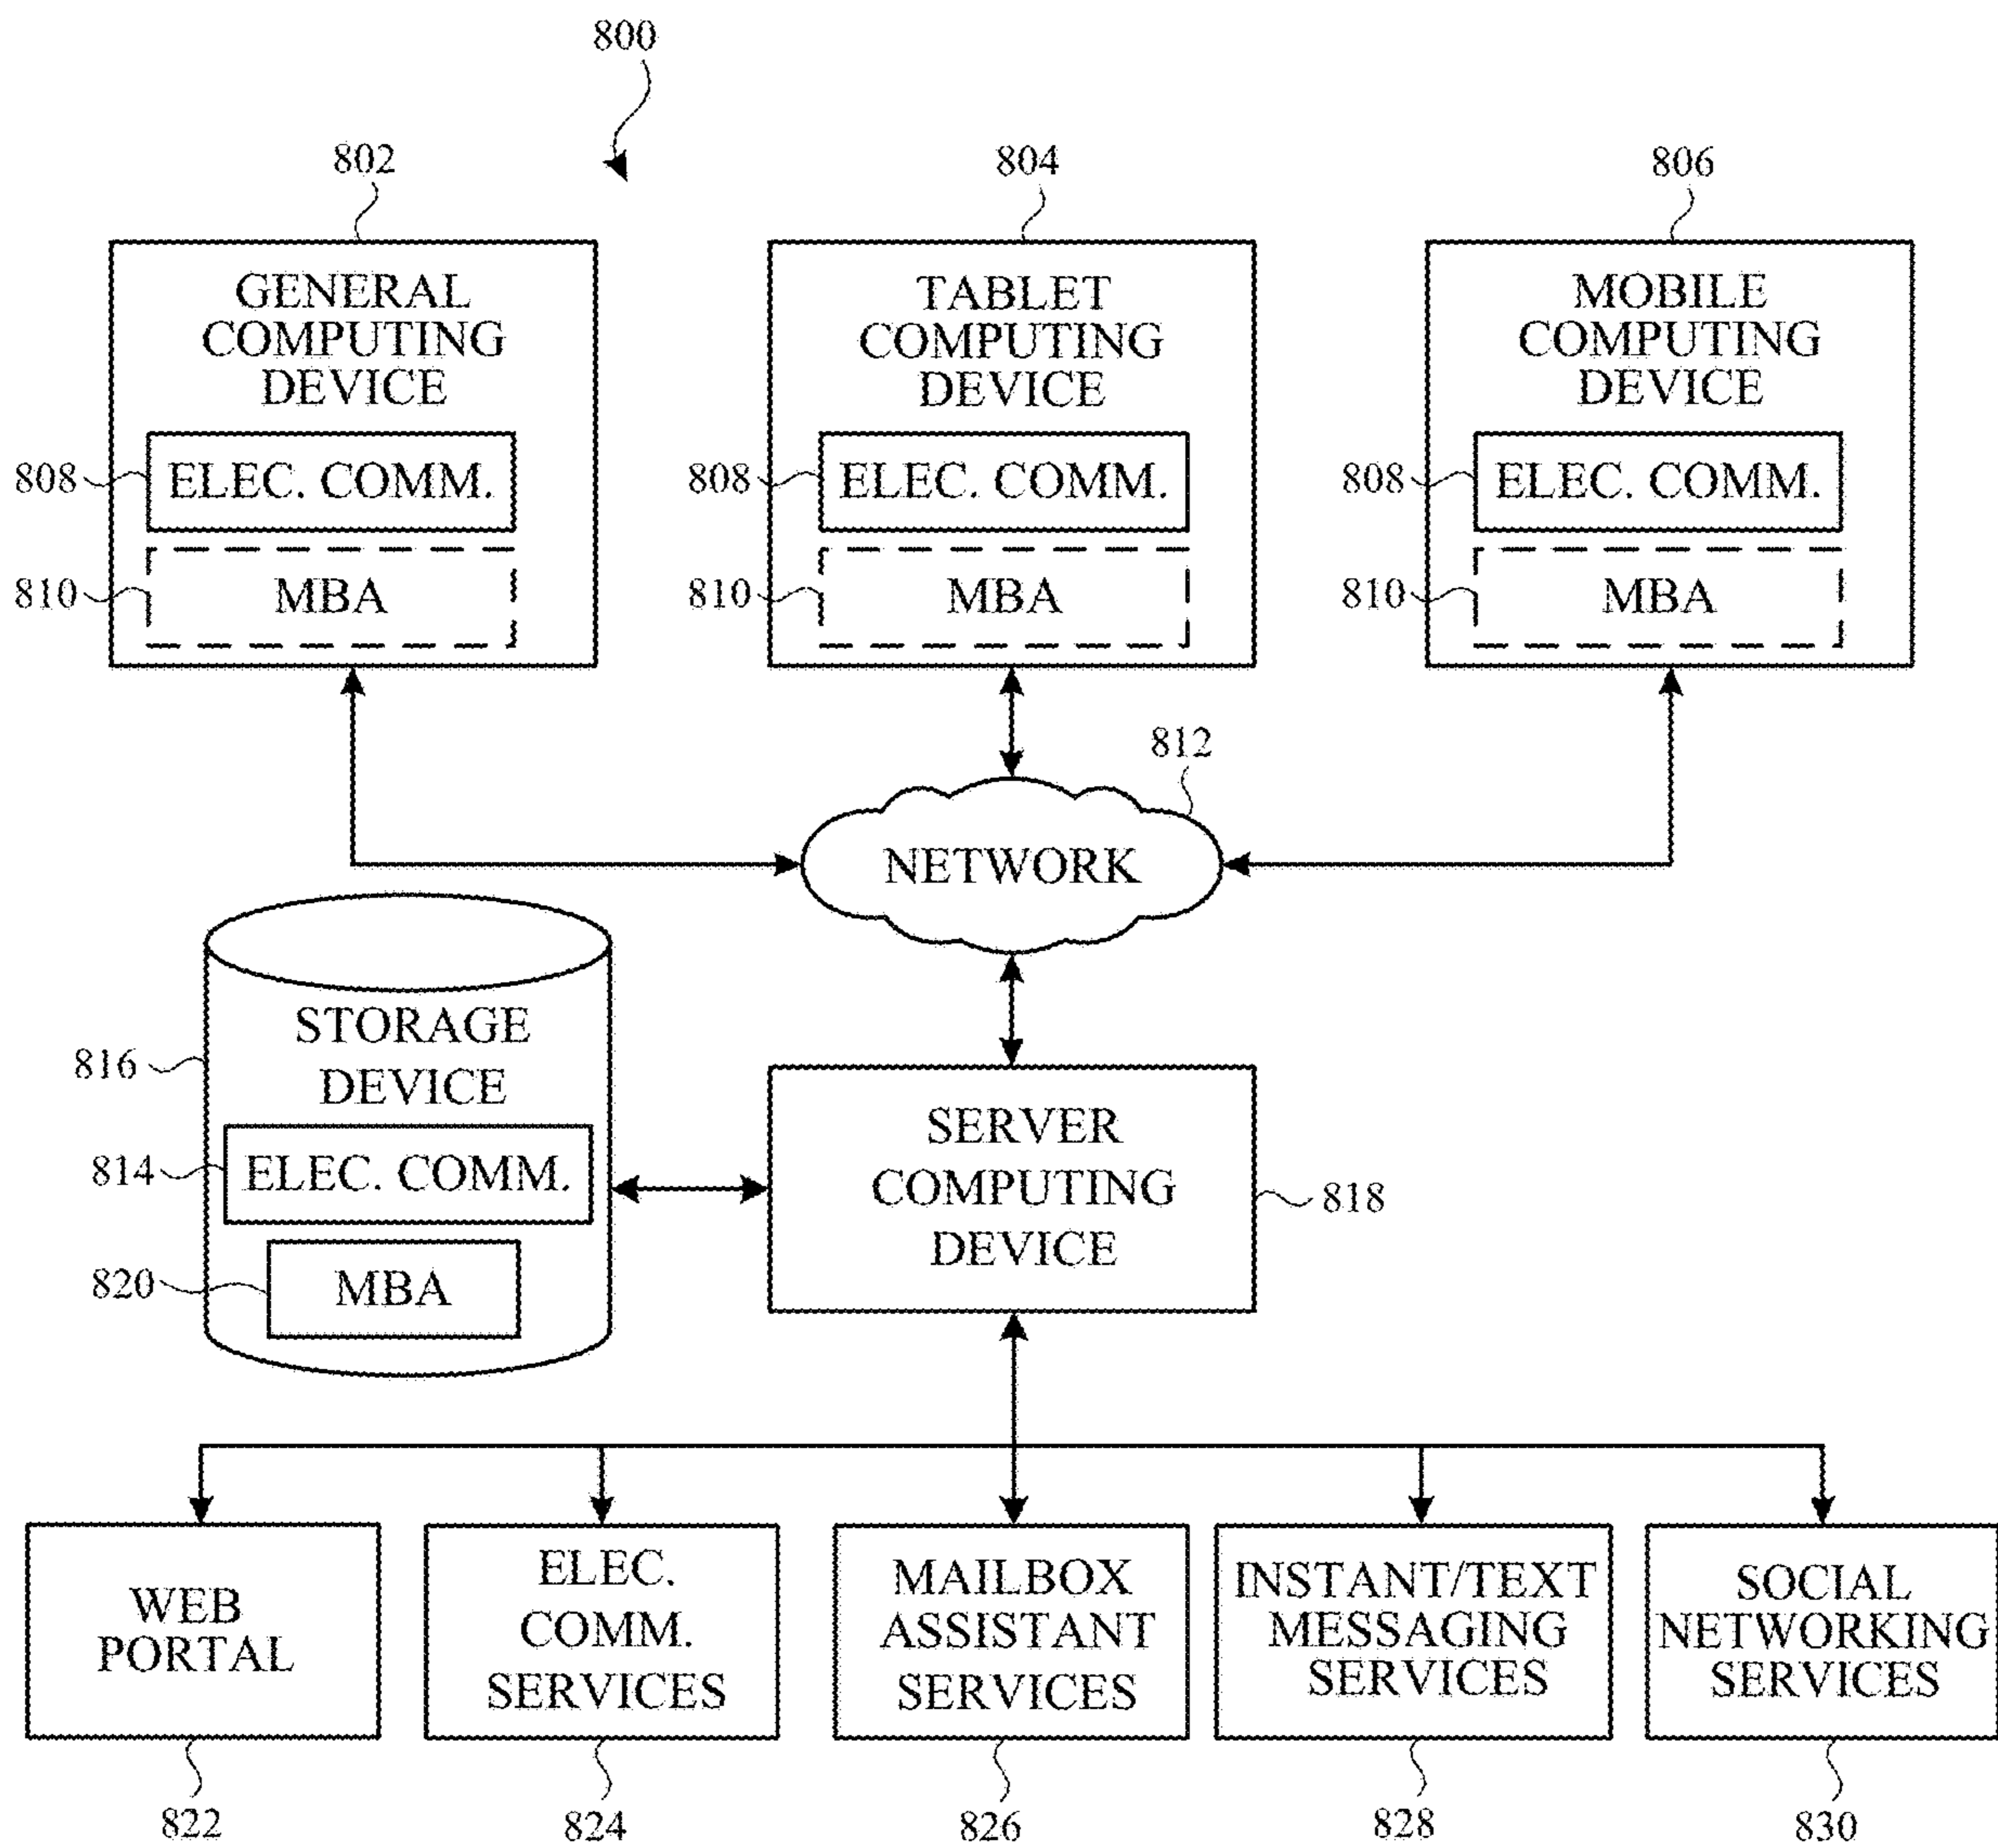 800
802
804
806
GENERAL
COMPUTING
DEVICE
808
ELEC. COMM.
810
MBA
TABLET
COMPUTING
DEVICE
808
ELEC. COMM.
810
MBA
MOBILE
COMPUTING
DEVICE
808
ELEC. COMM.
810
MBA
812
NETWORK
816
STORAGE
DEVICE
814
ELEC. COMM.
820
MBA
SERVER
COMPUTING
DEVICE
818
WEB
PORTAL
822
ELEC.
COMM.
SERVICES
824
MAILBOX
ASSISTANT
SERVICES
826
INSTANT/TEXT
MESSAGING
SERVICES
828
SOCIAL
NETWORKING
SERVICES
830